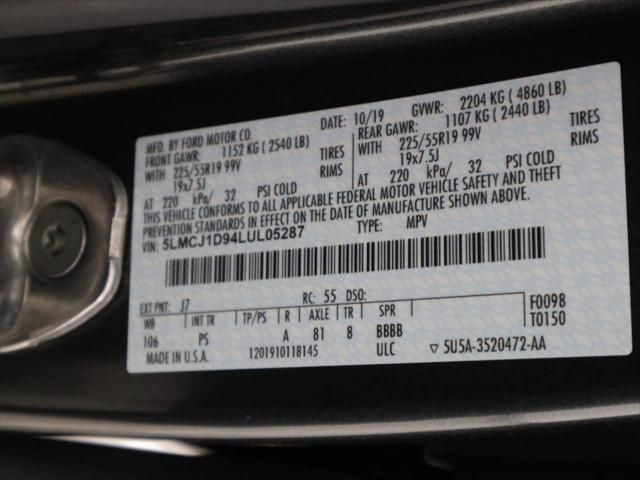 MFD. BY FORD MOTOR CO. DATE: 10/19 GVWR: 2204 KG ( 4860 LB)
FRONT GAWR: 1152 KG ( 2540 LB) REAR GAWR: 1107 KG ( 2440 LB)
WITH 225/55R19 99V TIRES WITH 225/55R19 99V TIRES
19x7.5J RIMS 19x7.5J RIMS
AT 220 kPa/ 32 PSI COLD AT 220 kPa/ 32 PSI COLD
THIS VEHICLE CONFORMS TO ALL APPLICABLE FEDERAL MOTOR VEHICLE SAFETY AND THEFT
PREVENTION STANDARDS IN EFFECT ON THE DATE OF MANUFACTURE SHOWN ABOVE.
VIN: 5LMCJ1D94LUL05287 TYPE: MPV
EXT PNT: J7 RC: 55 DSO: F0098
WB INT TR TP/PS R AXLE TR SPR T0150
106 PS A 81 8 BBBB
MADE IN U.S.A. 1201910118145 ULC ▽ 5U5A-3520472-AA